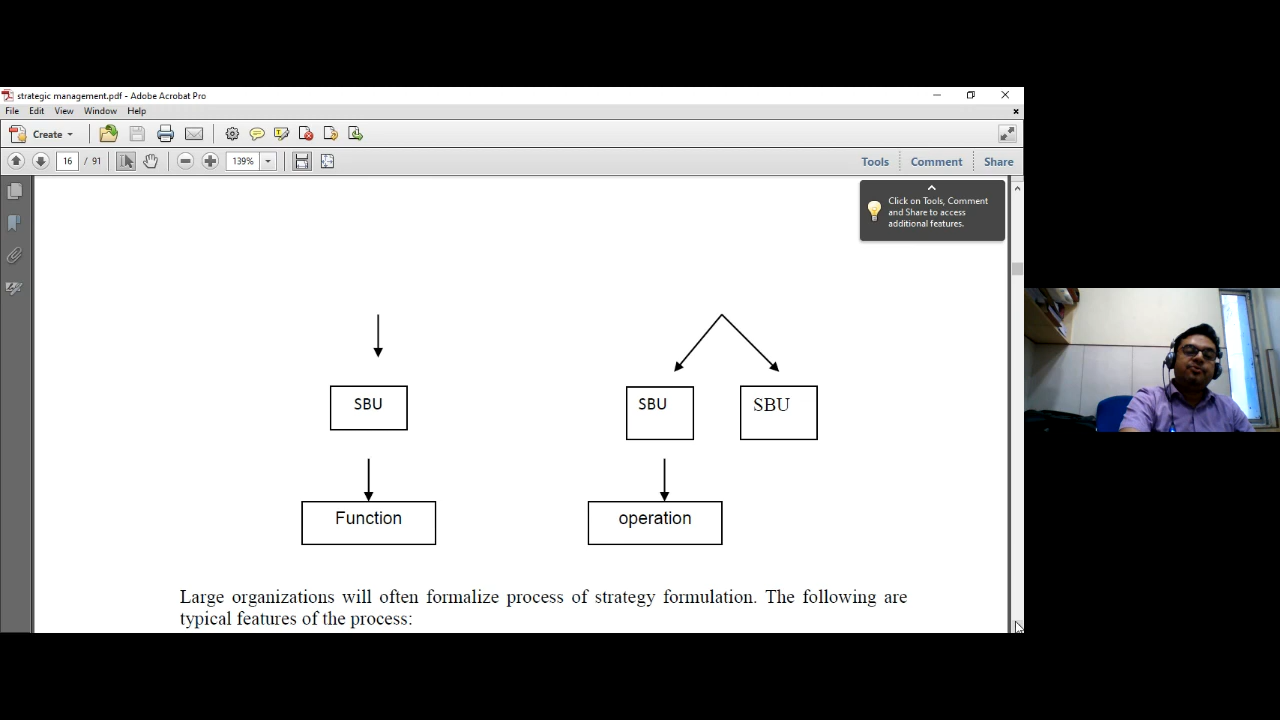 strategic management.pdf - Adobe Acrobat Pro
File Edit View Window Help
Create
16 / 91 139% Tools Comment Share
Click on Tools, Comment
and Share to access
additional features.
SBU SBU SBU
Function operation
Large organizations will often formalize process of strategy formulation. The following are
typical features of the process: